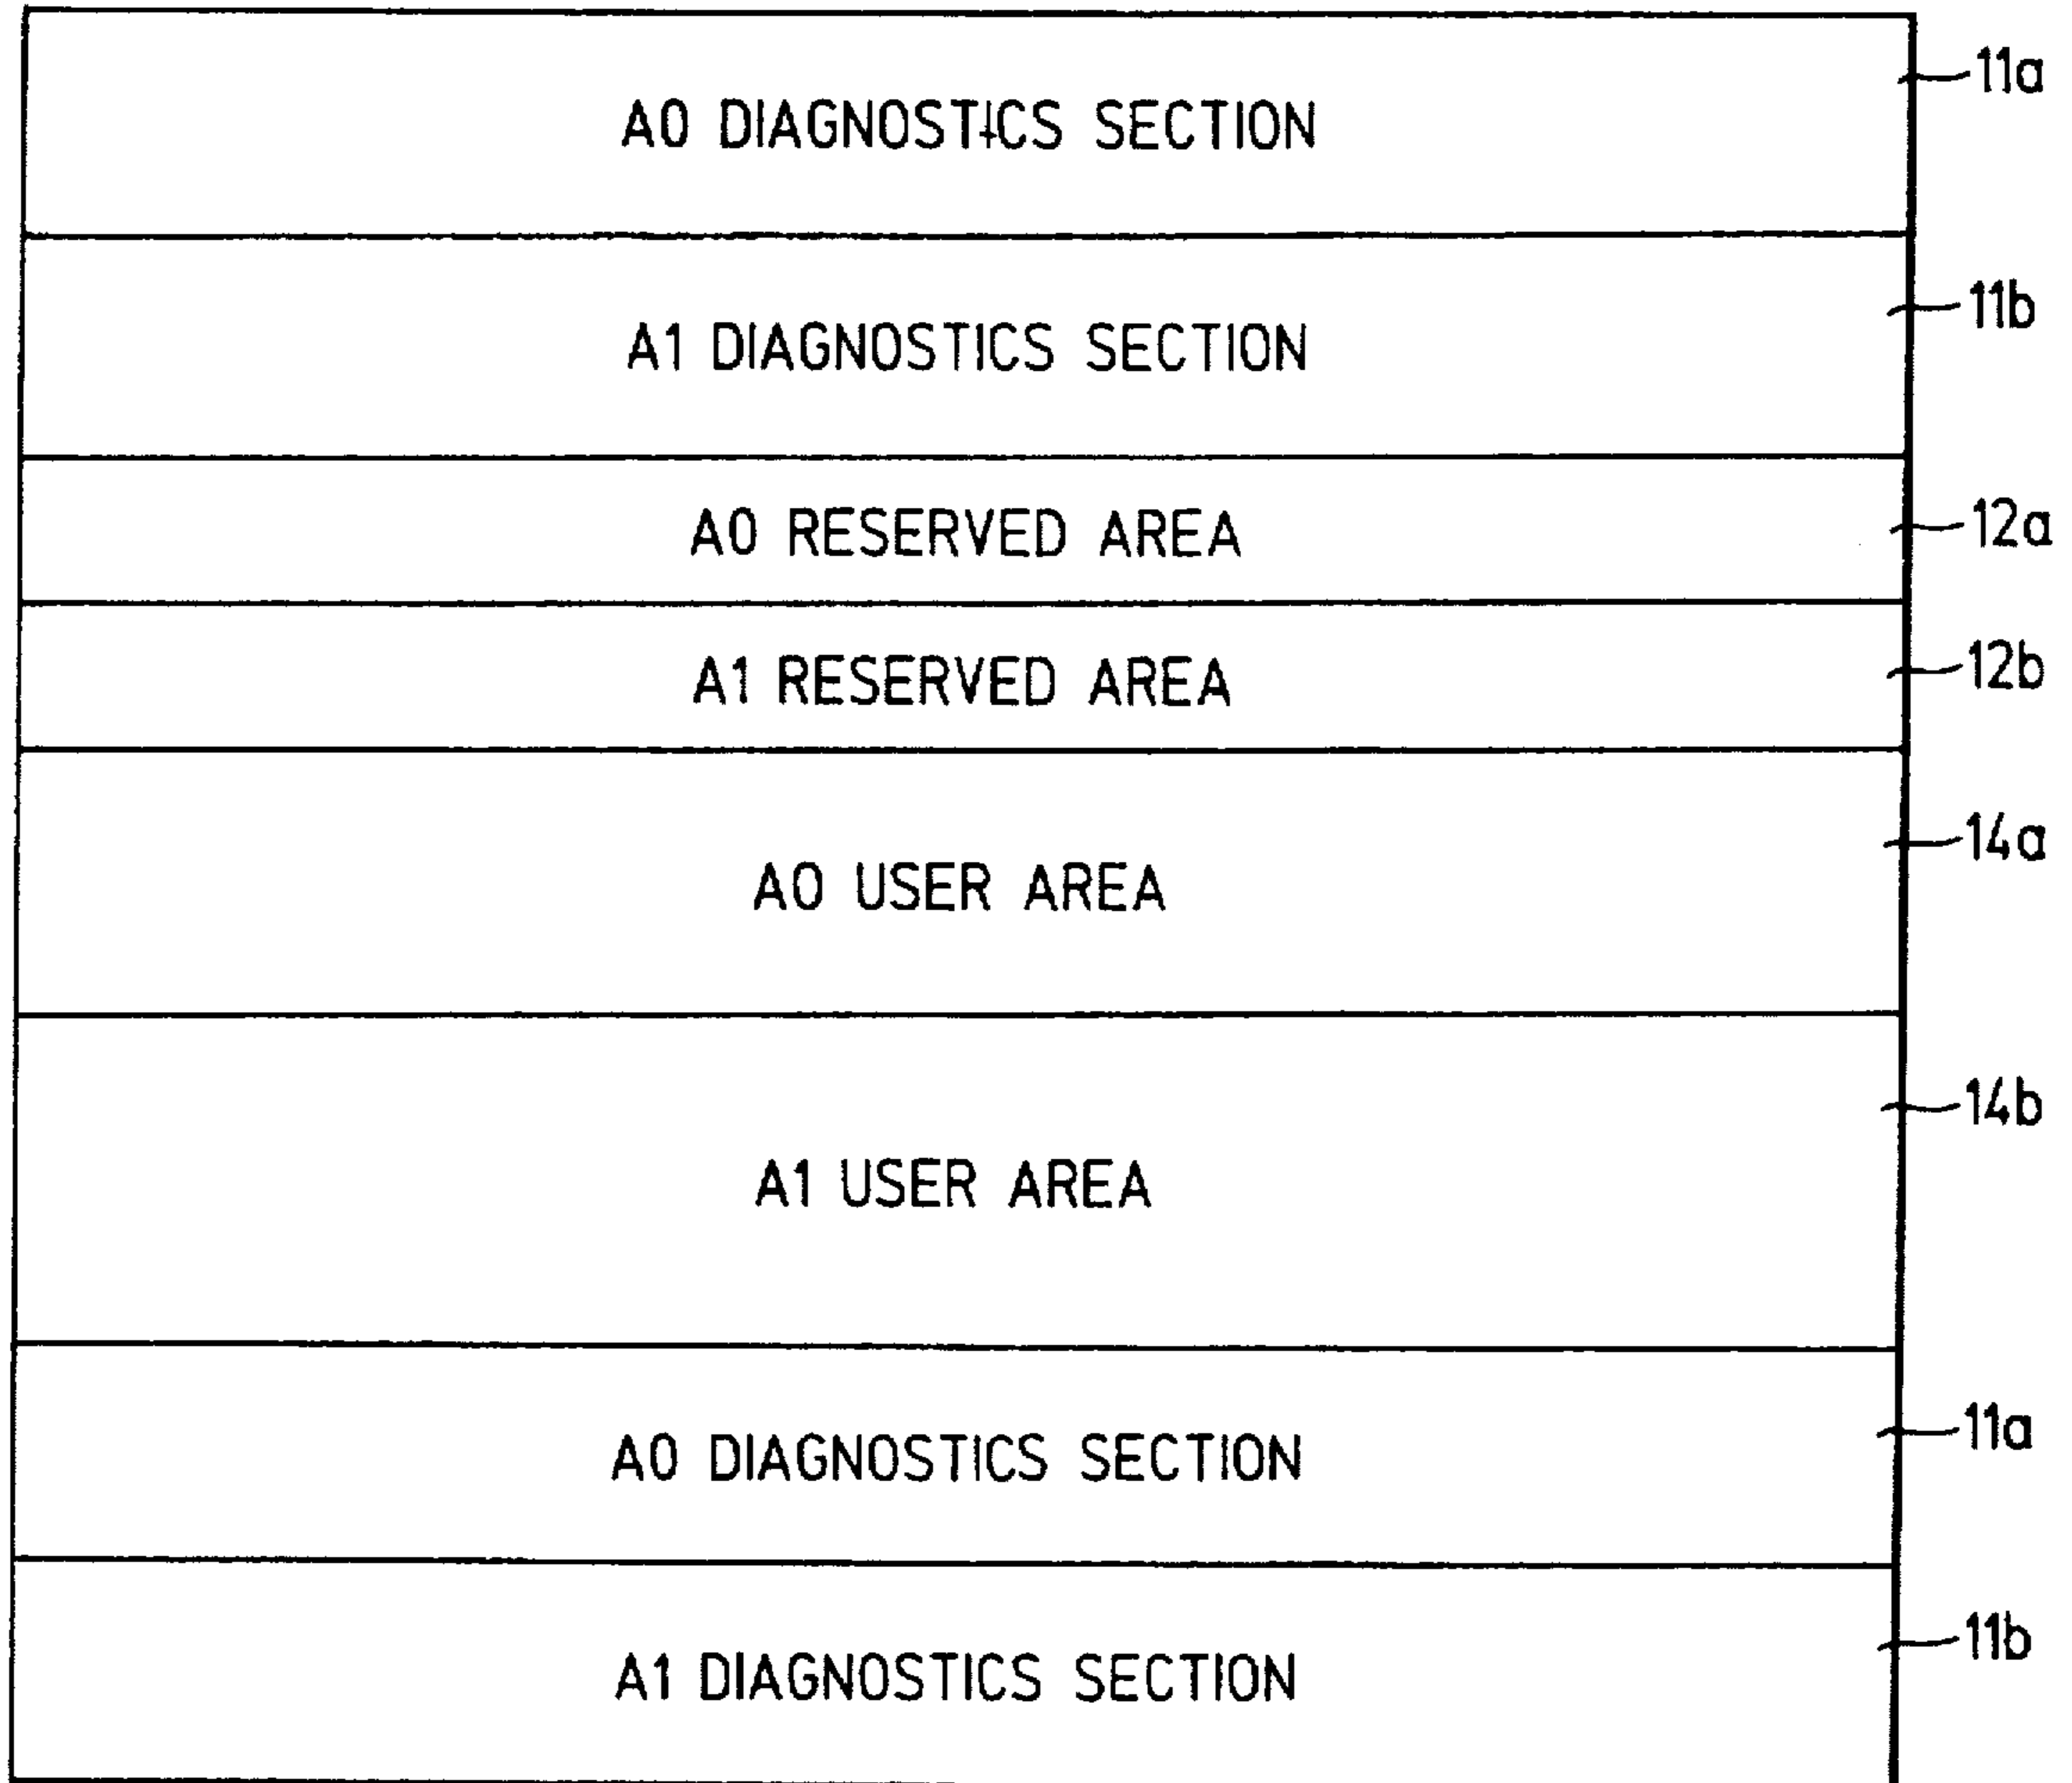 A0 DIAGNOSTICS SECTION 11a
A1 DIAGNOSTICS SECTION 11b
A0 RESERVED AREA 12a
A1 RESERVED AREA 12b
A0 USER AREA 14a
A1 USER AREA 14b
A0 DIAGNOSTICS SECTION 11a
A1 DIAGNOSTICS SECTION 11b